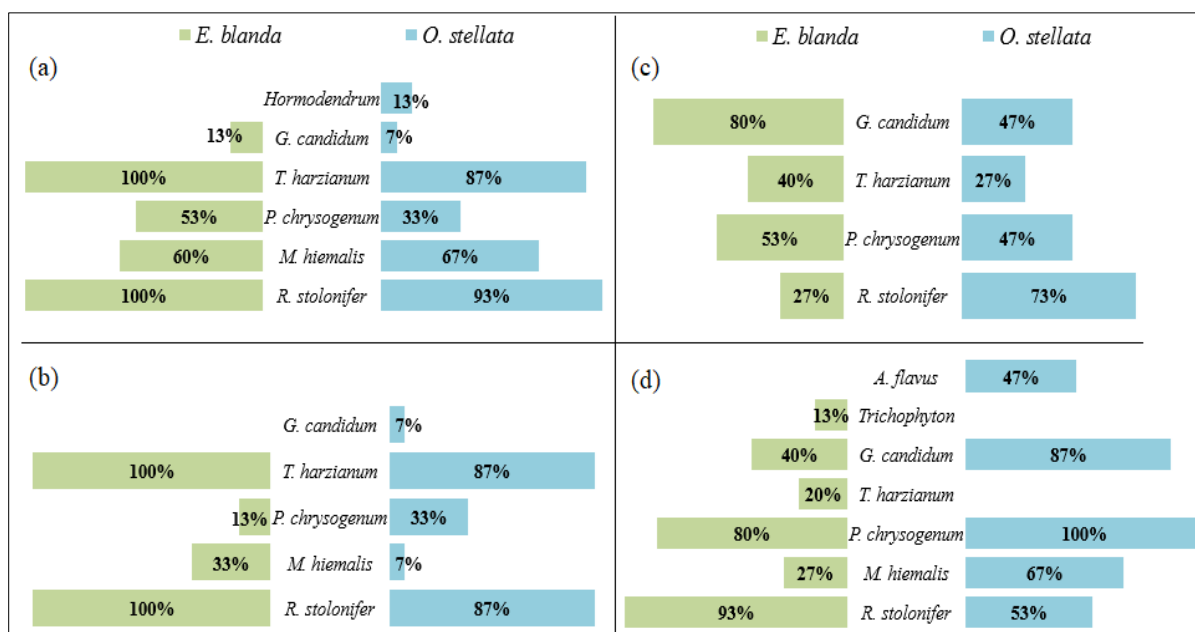 E. blanda O. stellata
(a)
Hormodendrum 13%
13% G. candidum 7%
100% T. harzianum 87%
53% P. chrysogenum 33%
60% M. hiemalis 67%
100% R. stolonifer 93%
E. blanda O. stellata
(c)
80% G. candidum 47%
40% T. harzianum 27%
53% P. chrysogenum 47%
27% R. stolonifer 73%
(b)
G. candidum 7%
100% T. harzianum 87%
13% P. chrysogenum 33%
33% M. hiemalis 7%
100% R. stolonifer 87%
(d)
A. flavus 47%
13% Trichophyton
40% G. candidum 87%
20% T. harzianum
80% P. chrysogenum 100%
27% M. hiemalis 67%
93% R. stolonifer 53%